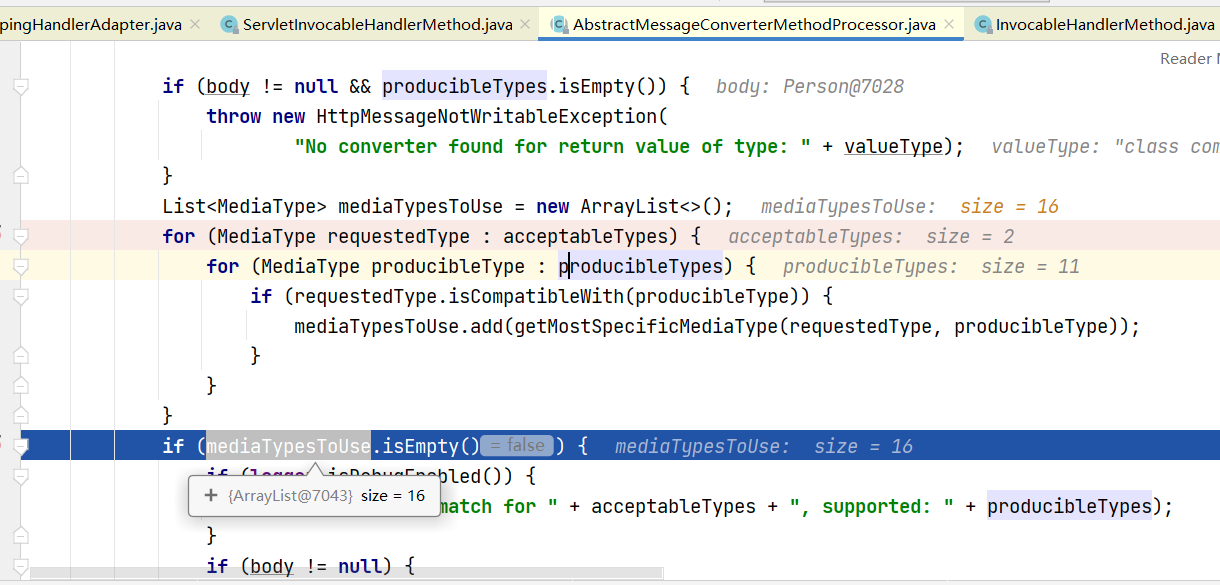 pingHandlerAdapter.java × ServletInvocableHandlerMethod.java × AbstractMessageConverterMethodProcessor.java × InvocableHandlerMethod.java
Reader
if (body != null && producibleTypes.isEmpty()) { body: Person@7028
throw new HttpMessageNotWritableException(
"No converter found for return value of type: " + valueType); valueType: "class com
}
List<MediaType> mediaTypesToUse = new ArrayList<>(); mediaTypesToUse: size = 16
for (MediaType requestedType : acceptableTypes) { acceptableTypes: size = 2
for (MediaType producibleType : producibleTypes) { producibleTypes: size = 11
if (requestedType.isCompatibleWith(producibleType)) {
mediaTypesToUse.add(getMostSpecificMediaType(requestedType, producibleType));
}
}
}
if (mediaTypesToUse.isEmpty() = false ) { mediaTypesToUse: size = 16
if (logger.isDebugEnabled()) {
+ {ArrayList@7043} size = 16
match for " + acceptableTypes + ", supported: " + producibleTypes);
}
if (body != null) {